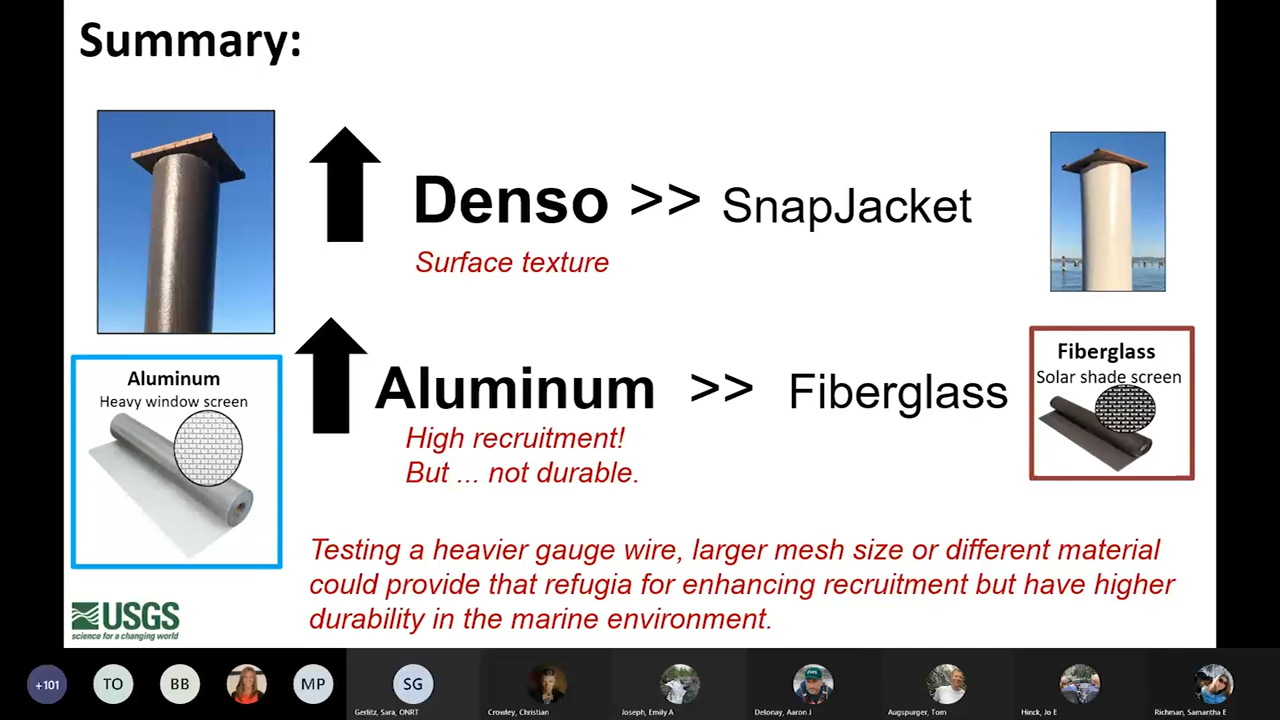 Summary:
Denso >> SnapJacket
Surface texture
Aluminum
Heavy window screen
Aluminum >> Fiberglass
High recruitment!
But ... not durable.
Fiberglass
Solar shade screen
Testing a heavier gauge wire, larger mesh size or different material
could provide that refugia for enhancing recruitment but have higher
durability in the marine environment.
USGS
science for a changing world
+101
TO
BB
MP
SG
Gerlitz, Sara, ONRT
Crowley, Christian
Joseph, Emily A
Delonay, Aaron J
Augspurger, Tom
Hinck, Jo E
Richman, Samantha E